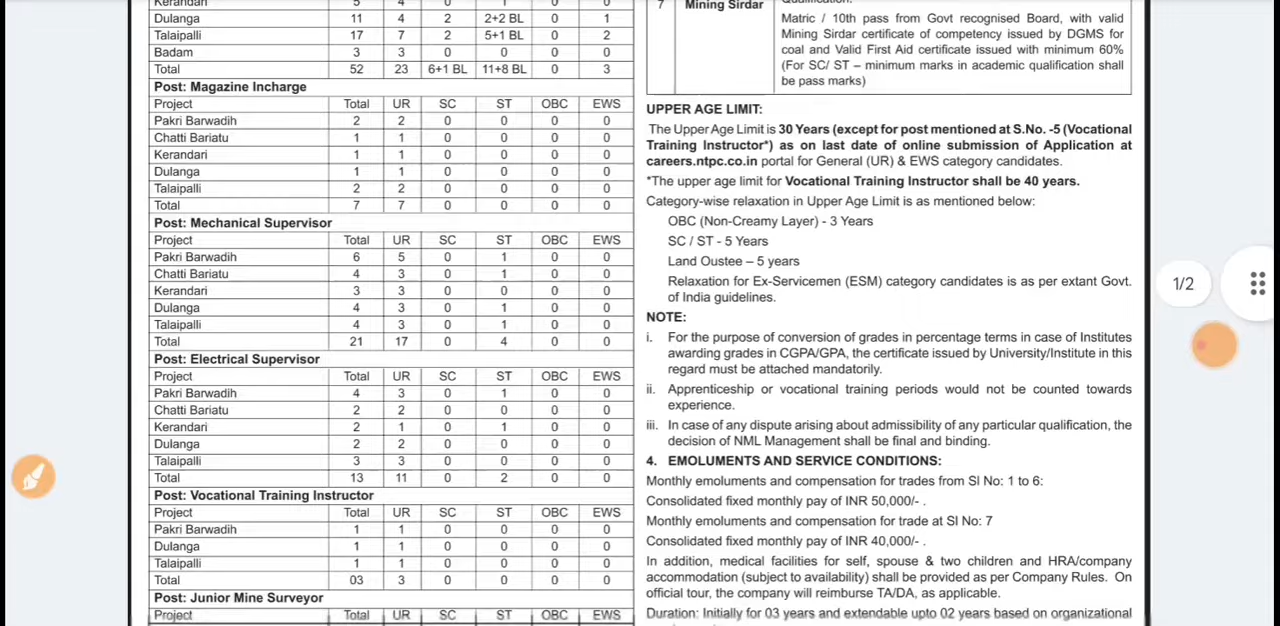 Kerandari 5 4 0 1 0 0
Dulanga 11 4 2 2+2 BL 0 1
Talaipalli 17 7 2 5+1 BL 0 2
Badam 3 3 0 0 0 0
Total 52 23 6+1 BL 11+8 BL 0 3
Post: Magazine Incharge
Project Total UR SC ST OBC EWS
Pakri Barwadih 2 2 0 0 0 0
Chatti Bariatu 1 1 0 0 0 0
Kerandari 1 1 0 0 0 0
Dulanga 1 1 0 0 0 0
Talaipalli 2 2 0 0 0 0
Total 7 7 0 0 0 0
Post: Mechanical Supervisor
Project Total UR SC ST OBC EWS
Pakri Barwadih 6 5 0 1 0 0
Chatti Bariatu 4 3 0 1 0 0
Kerandari 3 3 0 0 0 0
Dulanga 4 3 0 1 0 0
Talaipalli 4 3 0 1 0 0
Total 21 17 0 4 0 0
Post: Electrical Supervisor
Project Total UR SC ST OBC EWS
Pakri Barwadih 4 3 0 1 0 0
Chatti Bariatu 2 2 0 0 0 0
Kerandari 2 1 0 1 0 0
Dulanga 2 2 0 0 0 0
Talaipalli 3 3 0 0 0 0
Total 13 11 0 2 0 0
Post: Vocational Training Instructor
Project Total UR SC ST OBC EWS
Pakri Barwadih 1 1 0 0 0 0
Dulanga 1 1 0 0 0 0
Talaipalli 1 1 0 0 0 0
Total 03 3 0 0 0 0
Post: Junior Mine Surveyor
Project Total UR SC ST OBC EWS
7 Mining Sirdar
Matric / 10th pass from Govt recognised Board, with valid
Mining Sirdar certificate of competency issued by DGMS for
coal and Valid First Aid certificate issued with minimum 60%
(For SC/ ST – minimum marks in academic qualification shall
be pass marks)
UPPER AGE LIMIT:
The Upper Age Limit is 30 Years (except for post mentioned at S.No. -5 (Vocational
Training Instructor*) as on last date of online submission of Application at
careers.ntpc.co.in portal for General (UR) & EWS category candidates.
*The upper age limit for Vocational Training Instructor shall be 40 years.
Category-wise relaxation in Upper Age Limit is as mentioned below:
OBC (Non-Creamy Layer) - 3 Years
SC / ST - 5 Years
Land Oustee – 5 years
Relaxation for Ex-Servicemen (ESM) category candidates is as per extant Govt.
of India guidelines.
NOTE:
i. For the purpose of conversion of grades in percentage terms in case of Institutes
awarding grades in CGPA/GPA, the certificate issued by University/Institute in this
regard must be attached mandatorily.
ii. Apprenticeship or vocational training periods would not be counted towards
experience.
iii. In case of any dispute arising about admissibility of any particular qualification, the
decision of NML Management shall be final and binding.
4. EMOLUMENTS AND SERVICE CONDITIONS:
Monthly emoluments and compensation for trades from Sl No: 1 to 6:
Consolidated fixed monthly pay of INR 50,000/- .
Monthly emoluments and compensation for trade at Sl No: 7
Consolidated fixed monthly pay of INR 40,000/- .
In addition, medical facilities for self, spouse & two children and HRA/company
accommodation (subject to availability) shall be provided as per Company Rules. On
official tour, the company will reimburse TA/DA, as applicable.
Duration: Initially for 03 years and extendable upto 02 years based on organizational
1/2